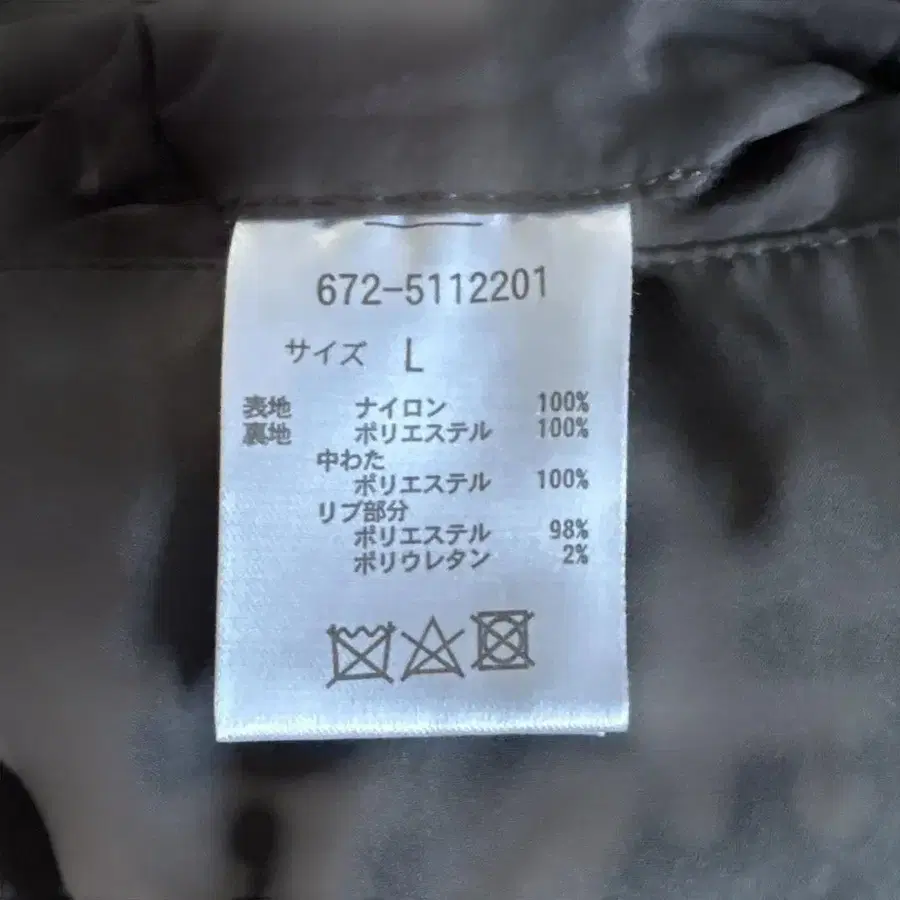 672-5112201
サイズ L
表地 ナイロン 100%
裏地 ポリエステル 100%
中わた
ポリエステル 100%
リブ部分
ポリエステル 98%
ポリウレタン 2%